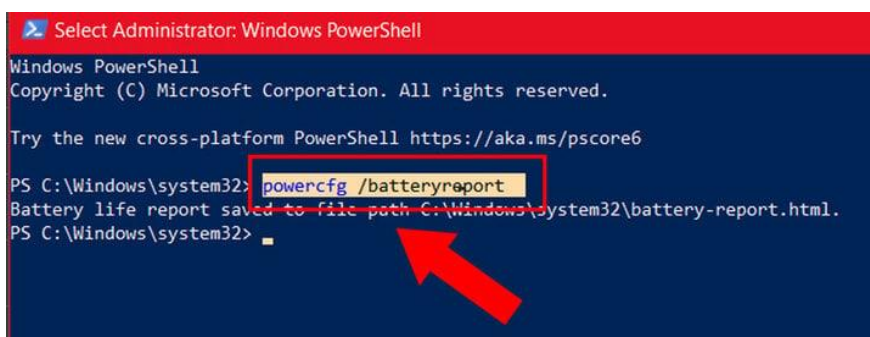 Select Administrator: Windows PowerShell
Windows PowerShell
Copyright (C) Microsoft Corporation. All rights reserved.
Try the new cross-platform PowerShell https://aka.ms/pscore6
PS C:\Windows\system32> powercfg /batteryreport
Battery life report saved to file path C:\Windows\system32\battery-report.html.
PS C:\Windows\system32>